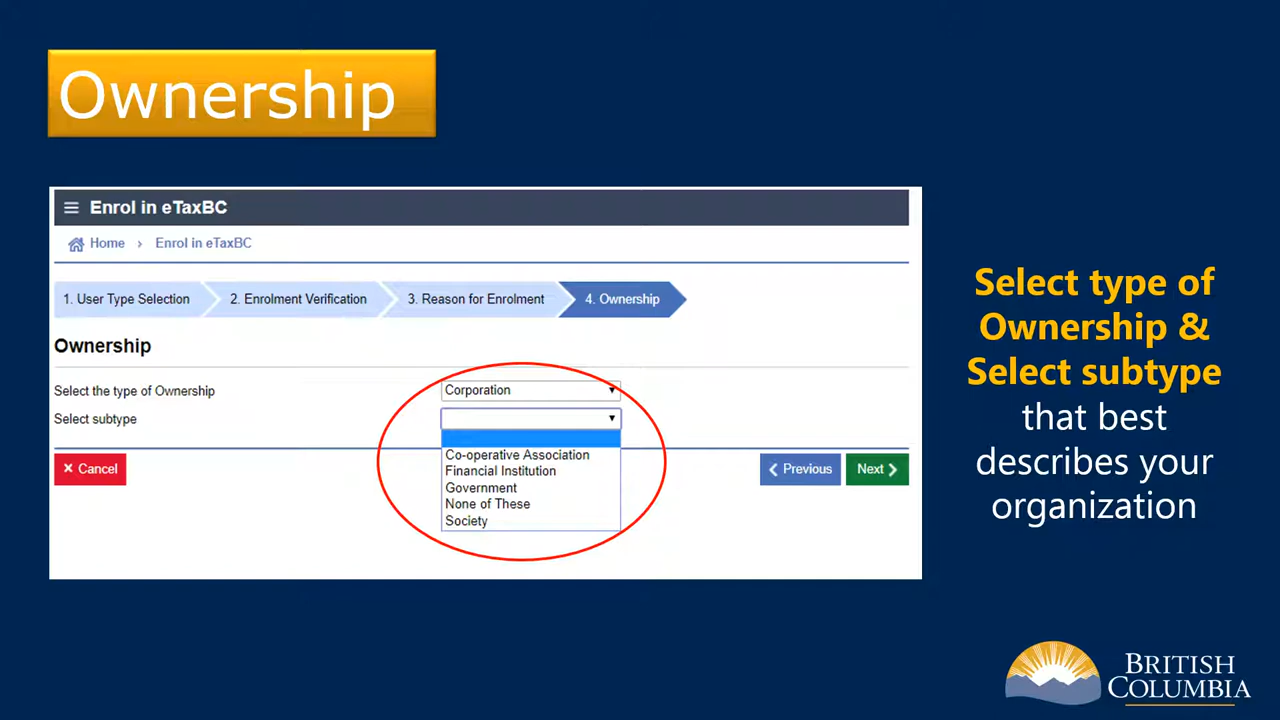 Ownership
Enrol in eTaxBC
Home › Enrol in eTaxBC
1. User Type Selection
2. Enrolment Verification
3. Reason for Enrolment
4. Ownership
Ownership
Select the type of Ownership
Corporation
Select subtype
Co-operative Association
Financial Institution
Government
None of These
Society
Cancel
Previous
Next
Select type of
Ownership &
Select subtype
that best
describes your
organization
BRITISH
COLUMBIA